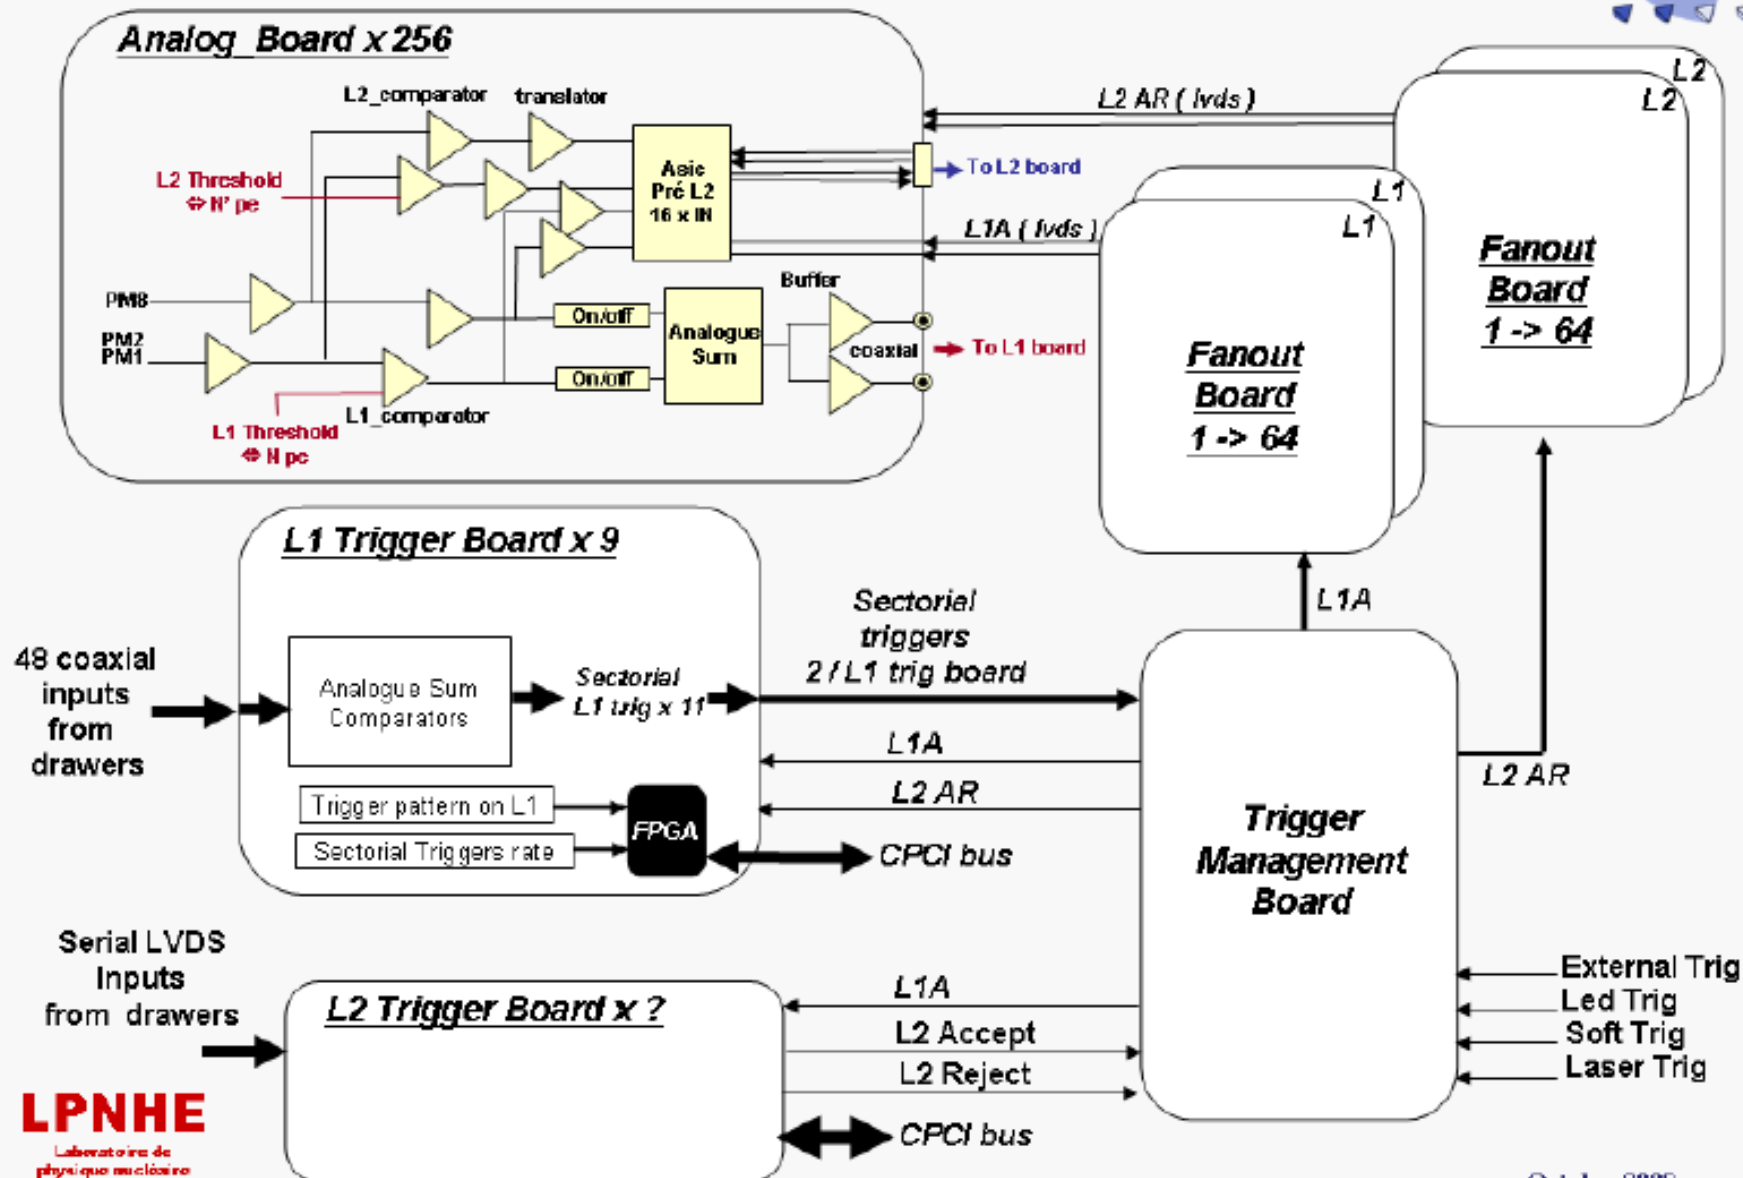 Analog_Board x 256
L2_comparator
translator
L2 Threshold
⇔ N' pe
Asic
Pré L2
16 x IN
To L2 board
L2 AR ( lvds )
L1A ( lvds )
PM8
PM2
PM1
On/off
On/off
Analogue
Sum
Buffer
coaxial
To L1 board
L1_comparator
L1 Threshold
⇔ N pe
L2
L2
Fanout
Board
1 -> 64
L1
L1
Fanout
Board
1 -> 64
L1 Trigger Board x 9
48 coaxial
inputs
from
drawers
Analogue Sum
Comparators
Sectorial
L1 trig x 11
Trigger pattern on L1
Sectorial Triggers rate
FPGA
Sectorial
triggers
2 / L1 trig board
L1A
L2 AR
CPCI bus
L1A
L2 AR
Trigger
Management
Board
External Trig
Led Trig
Soft Trig
Laser Trig
Serial LVDS
Inputs
from drawers
L2 Trigger Board x ?
L1A
L2 Accept
L2 Reject
CPCI bus
LPNHE
Laboratoire de
physique nucléaire